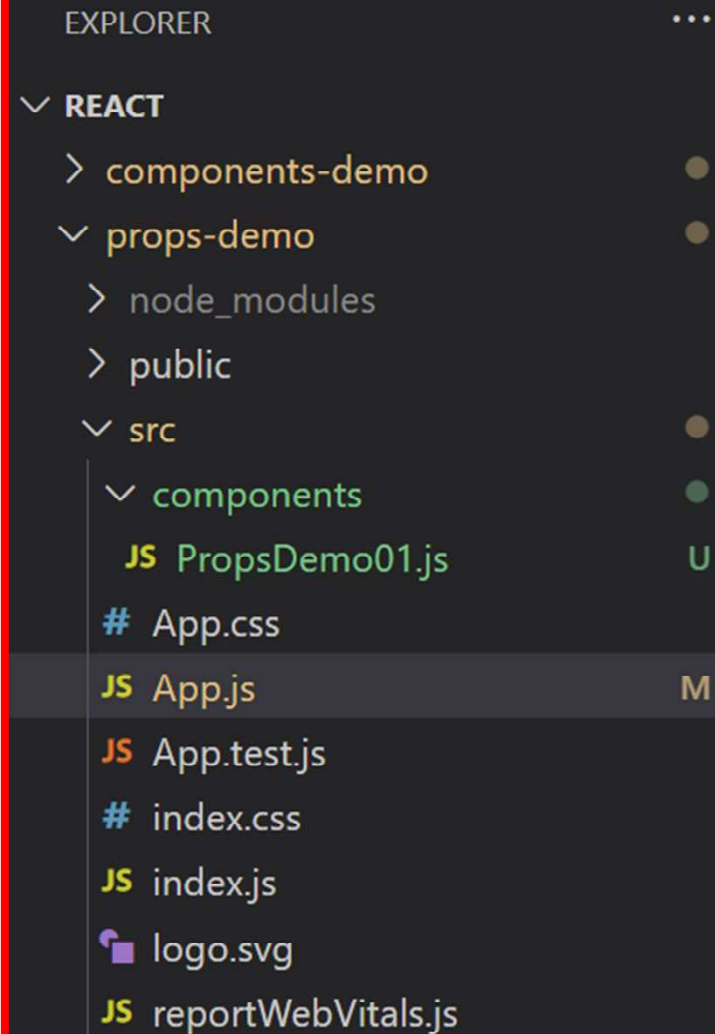 EXPLORER
REACT
components-demo
props-demo
node_modules
public
src
components
JS PropsDemo01.js U
# App.css
JS App.js M
JS App.test.js
# index.css
JS index.js
logo.svg
JS reportWebVitals.js